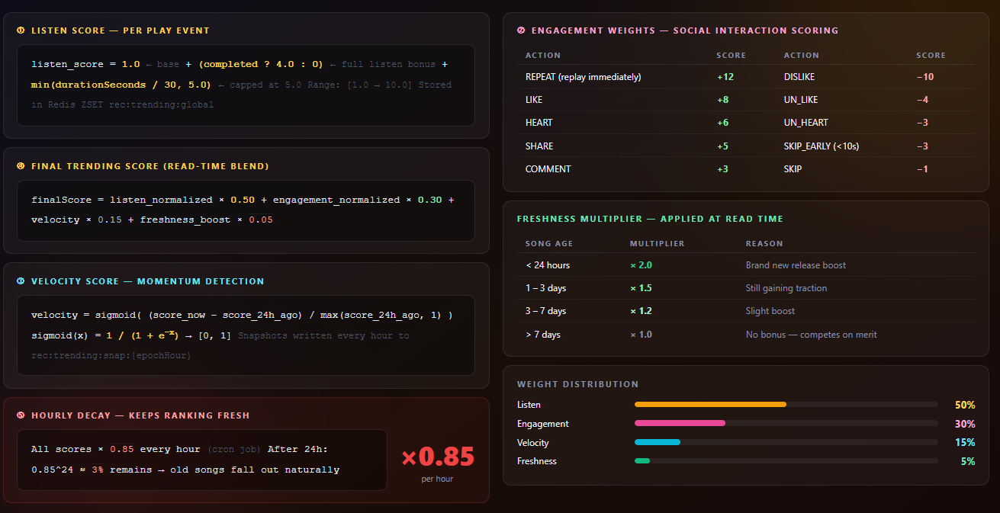 ① LISTEN SCORE — PER PLAY EVENT
listen_score = 1.0 ← base + (completed ? 4.0 : 0) ← full listen bonus +
min(durationSeconds / 30, 5.0) ← capped at 5.0 Range: [1.0 → 10.0] Stored
in Redis ZSET rec:trending:global
④ FINAL TRENDING SCORE (READ-TIME BLEND)
finalScore = listen_normalized × 0.50 + engagement_normalized × 0.30 +
velocity × 0.15 + freshness_boost × 0.05
③ VELOCITY SCORE — MOMENTUM DETECTION
velocity = sigmoid( (score_now − score_24h_ago) / max(score_24h_ago, 1) )
sigmoid(x) = 1 / (1 + e⁻ˣ) → [0, 1] Snapshots written every hour to
rec:trending:snap:{epochHour}
⑤ HOURLY DECAY — KEEPS RANKING FRESH
All scores × 0.85 every hour (cron job) After 24h:
0.85^24 ≈ 3% remains → old songs fall out naturally
×0.85
per hour
② ENGAGEMENT WEIGHTS — SOCIAL INTERACTION SCORING
ACTION SCORE ACTION SCORE
REPEAT (replay immediately) +12 DISLIKE −10
LIKE +8 UN_LIKE −4
HEART +6 UN_HEART −3
SHARE +5 SKIP_EARLY (<10s) −3
COMMENT +3 SKIP −1
FRESHNESS MULTIPLIER — APPLIED AT READ TIME
SONG AGE MULTIPLIER REASON
< 24 hours × 2.0 Brand new release boost
1 – 3 days × 1.5 Still gaining traction
3 – 7 days × 1.2 Slight boost
> 7 days × 1.0 No bonus — competes on merit
WEIGHT DISTRIBUTION
Listen 50%
Engagement 30%
Velocity 15%
Freshness 5%